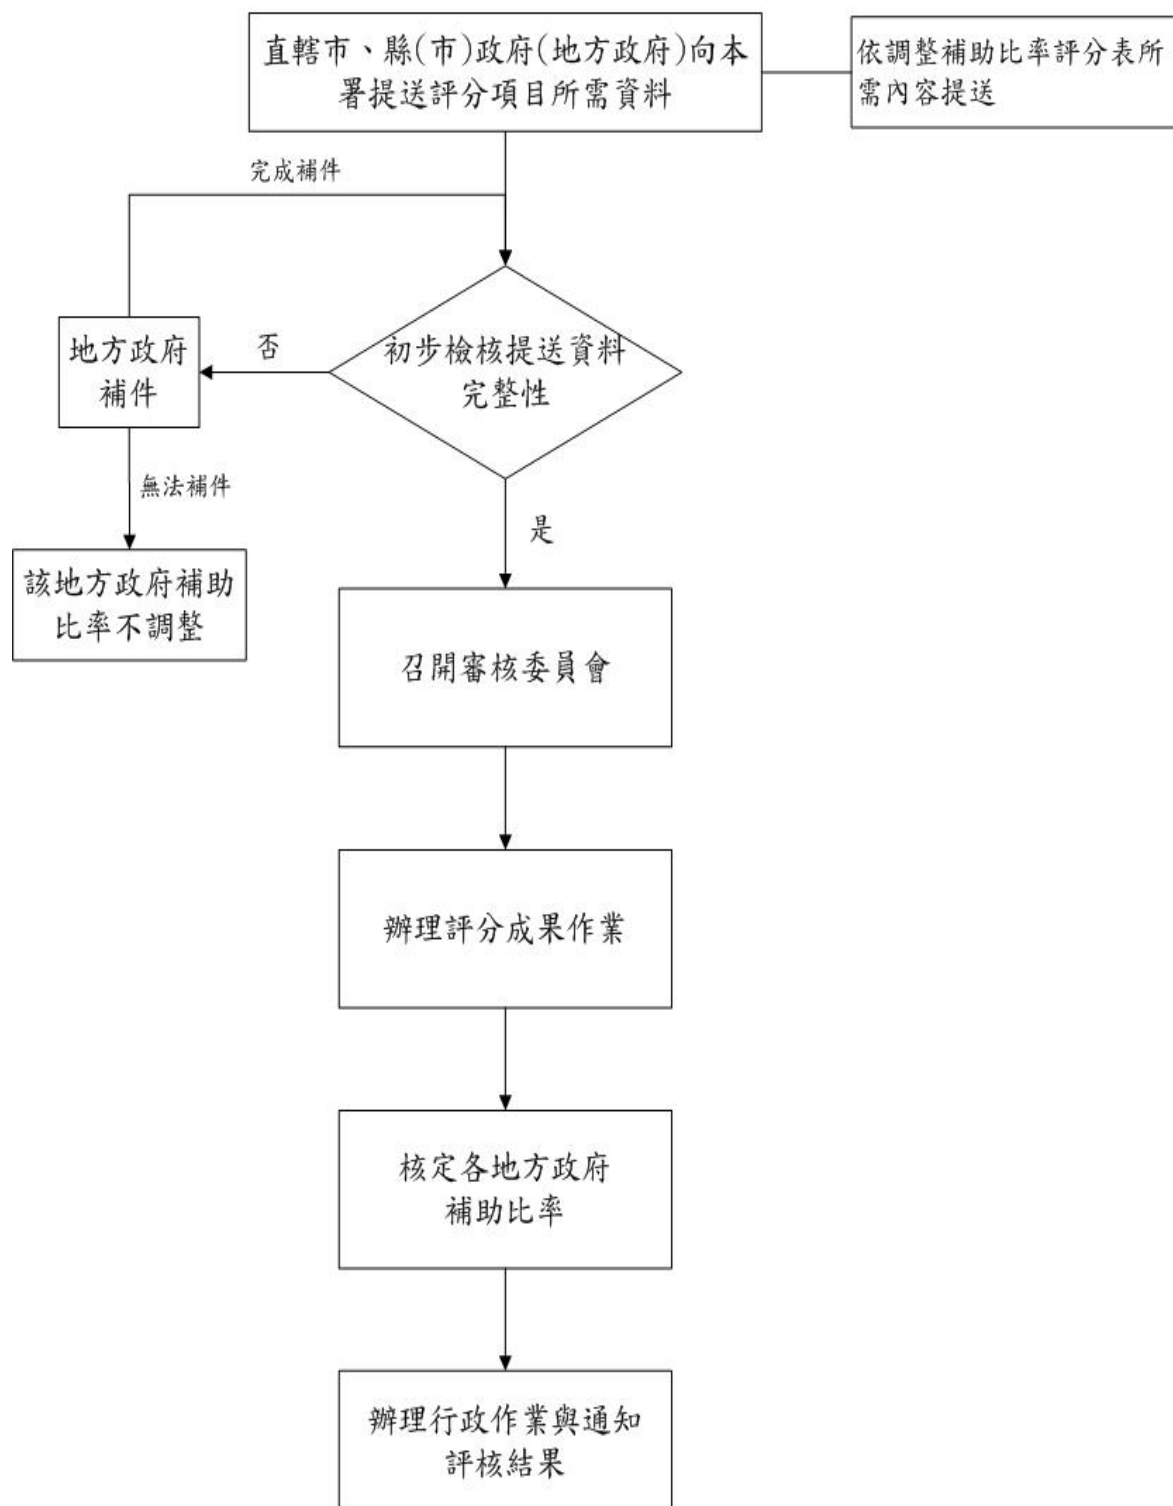 直轄市、縣(市)政府(地方政府)向本
署提送評分項目所需資料
依調整補助比率評分表所
需內容提送
完成補件
初步檢核提送資料
完整性
否
地方政府
補件
無法補件
是
該地方政府補助
比率不調整
召開審核委員會
辦理評分成果作業
核定各地方政府
補助比率
辦理行政作業與通知
評核結果